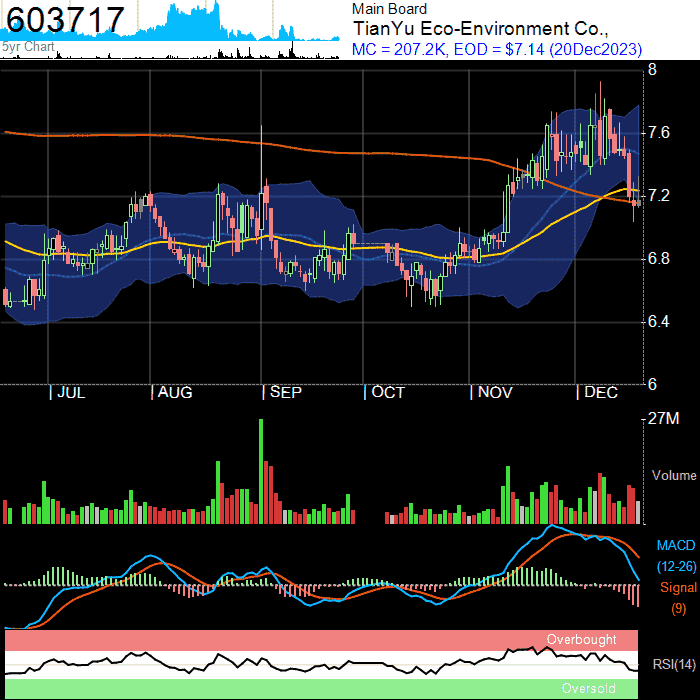 603717
5yr Chart
Main Board
TianYu Eco-Environment Co.,
MC = 207.2K, EOD = $7.14 (20Dec2023)
8
7.6
7.2
6.8
6.4
6
| JUL | AUG | SEP | OCT | NOV | DEC
27M
Volume
MACD
(12-26)
Signal
(9)
Overbought
RSI(14)
Oversold